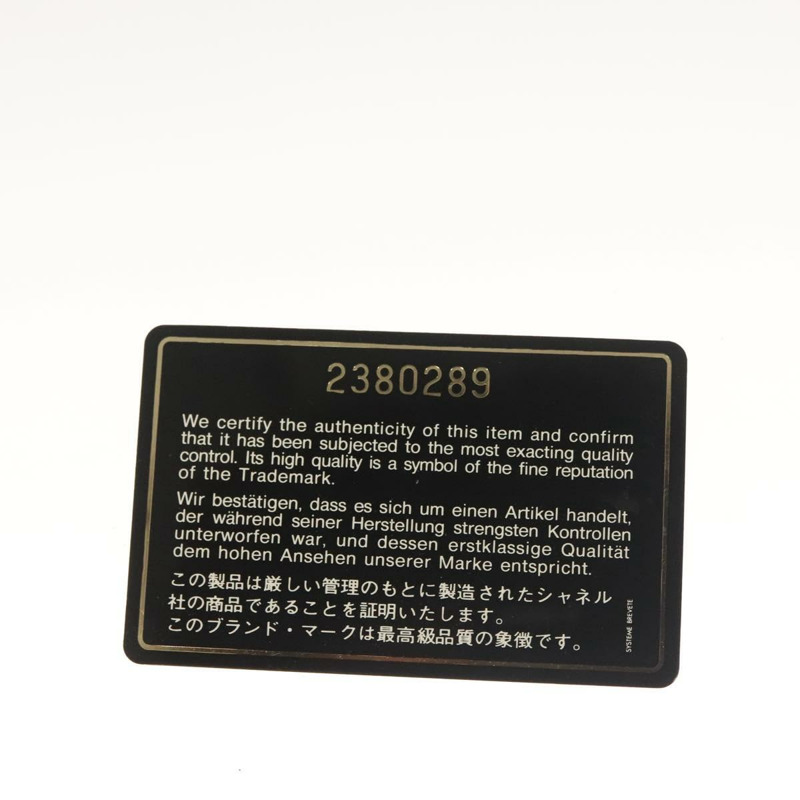 2380289
We certify the authenticity of this item and confirm
that it has been subjected to the most exacting quality
control. Its high quality is a symbol of the fine reputation
of the Trademark.
Wir bestätigen, dass es sich um einen Artikel handelt,
der während seiner Herstellung strengsten Kontrollen
unterworfen war, und dessen erstklassige Qualität
dem hohen Ansehen unserer Marke entspricht.
この製品は厳しい管理のもとに製造されたシャネル
社の商品であることを証明いたします。
このブランド・マークは最高級品質の象徴です。
SYSTEME BREVETE